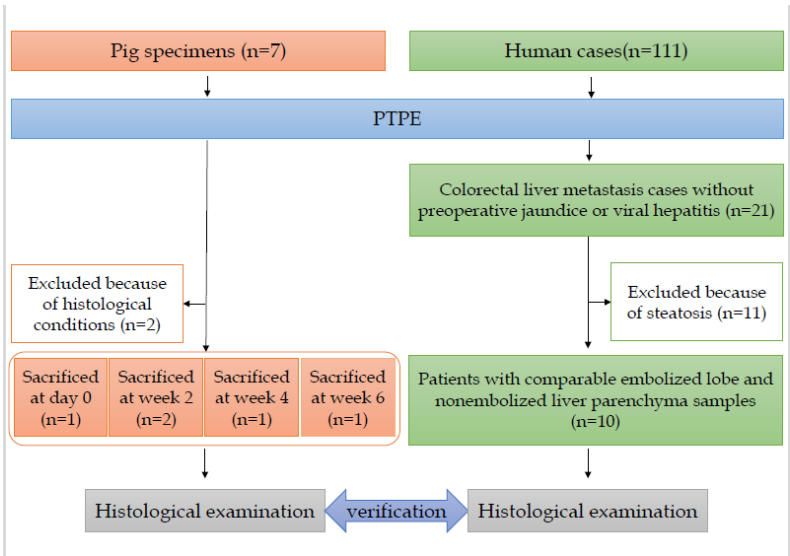 Pig specimens (n=7)
Human cases(n=111)
PTPE
Colorectal liver metastasis cases without
preoperative jaundice or viral hepatitis (n=21)
Excluded because
of histological
conditions (n=2)
Excluded because
of steatosis (n=11)
Sacrificed
at day 0
(n=1)
Sacrificed
at week 2
(n=2)
Sacrificed
at week 4
(n=1)
Sacrificed
at week 6
(n=1)
Patients with comparable embolized lobe and
nonembolized liver parenchyma samples
(n=10)
Histological examination
verification
Histological examination